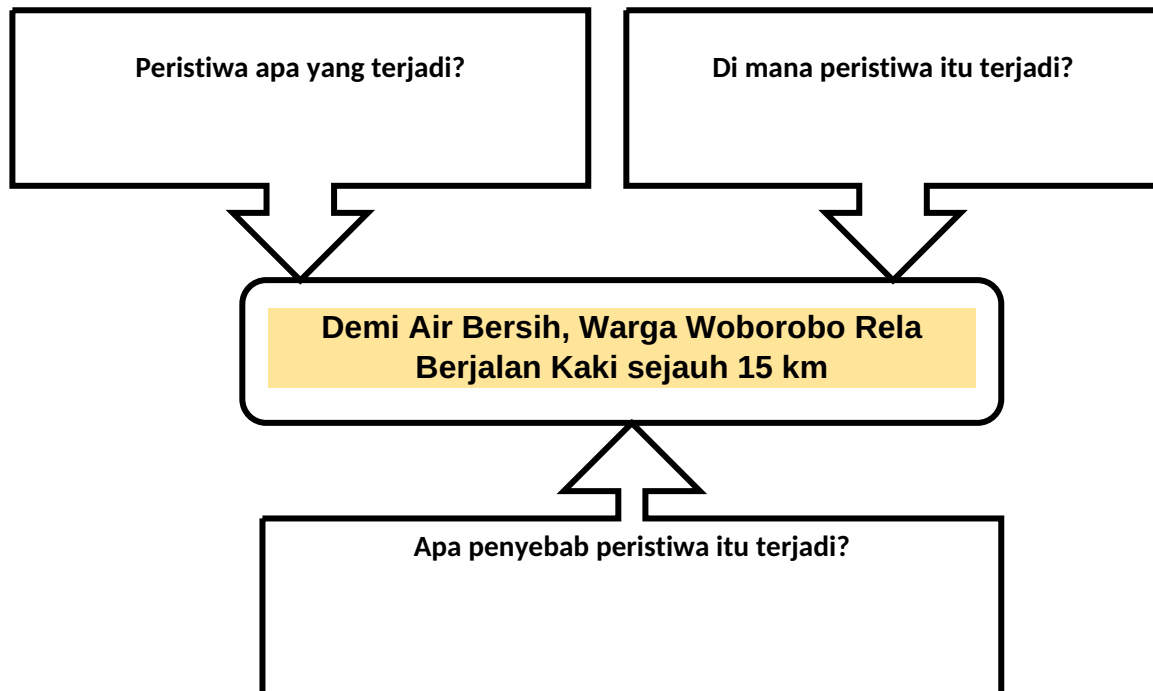 Peristiwa apa yang terjadi?
Di mana peristiwa itu terjadi?
Demi Air Bersih, Warga Woborobo Rela
Berjalan Kaki sejauh 15 km
Apa penyebab peristiwa itu terjadi?